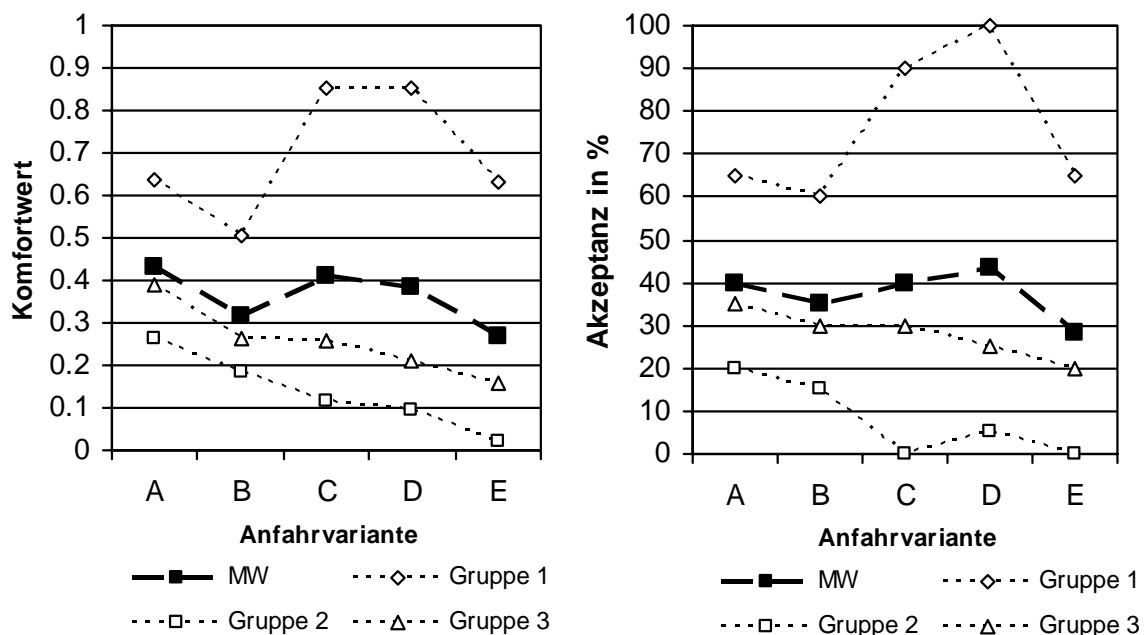 Komfortwert
1
0.9
0.8
0.7
0.6
0.5
0.4
0.3
0.2
0.1
0
A B C D E
Anfahrvariante
MW Gruppe 1
Gruppe 2 Gruppe 3
Akzeptanz in %
100
90
80
70
60
50
40
30
20
10
0
A B C D E
Anfahrvariante
MW Gruppe 1
Gruppe 2 Gruppe 3